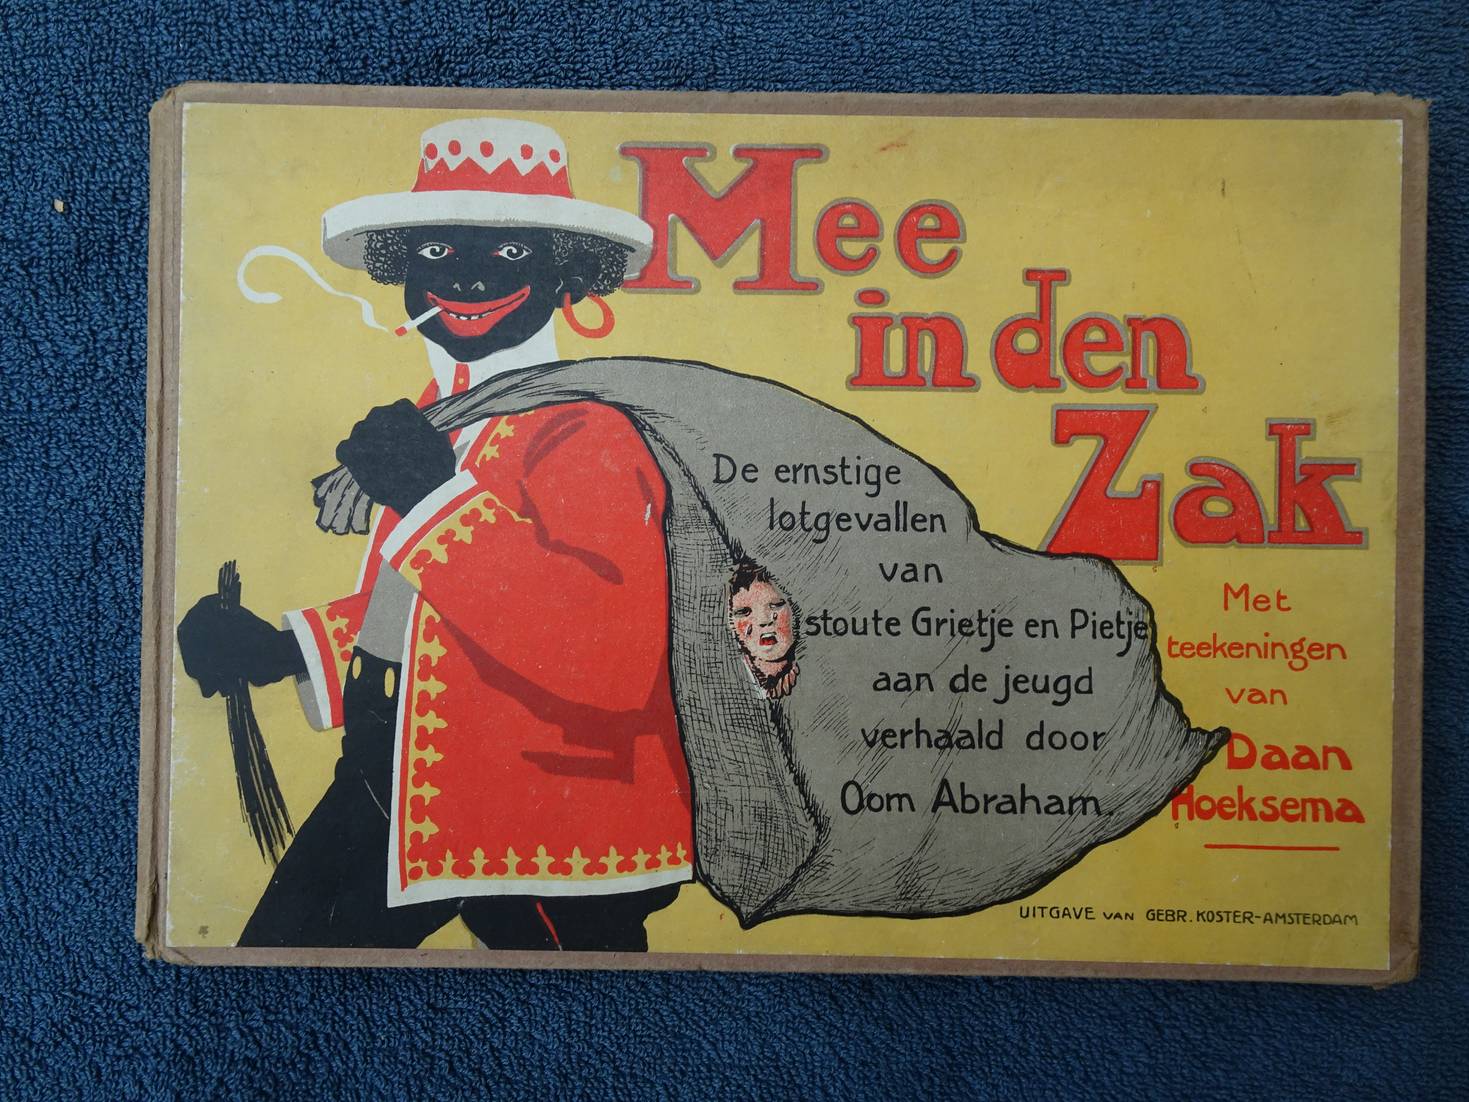 Mee
in den
Zak
De ernstige
lotgevallen
van
stoute Grietje en Pietje
aan de jeugd
verhaald door
Oom Abraham.
Met
teekeningen
van
Daan
Hoeksema
UITGAVE VAN GEBR. KOSTER-AMSTERDAM